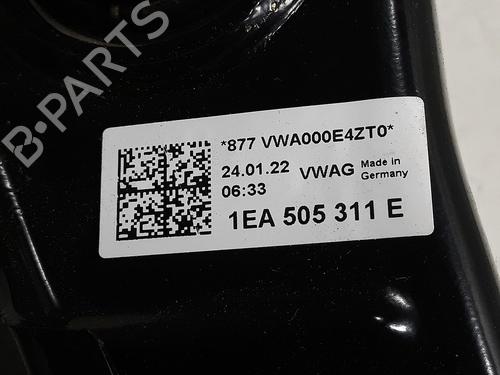 B-PARTS
*877 VWA000E4ZT0*
24.01.22
06:33
VWAG
Made in
Germany
1EA 505 311 E